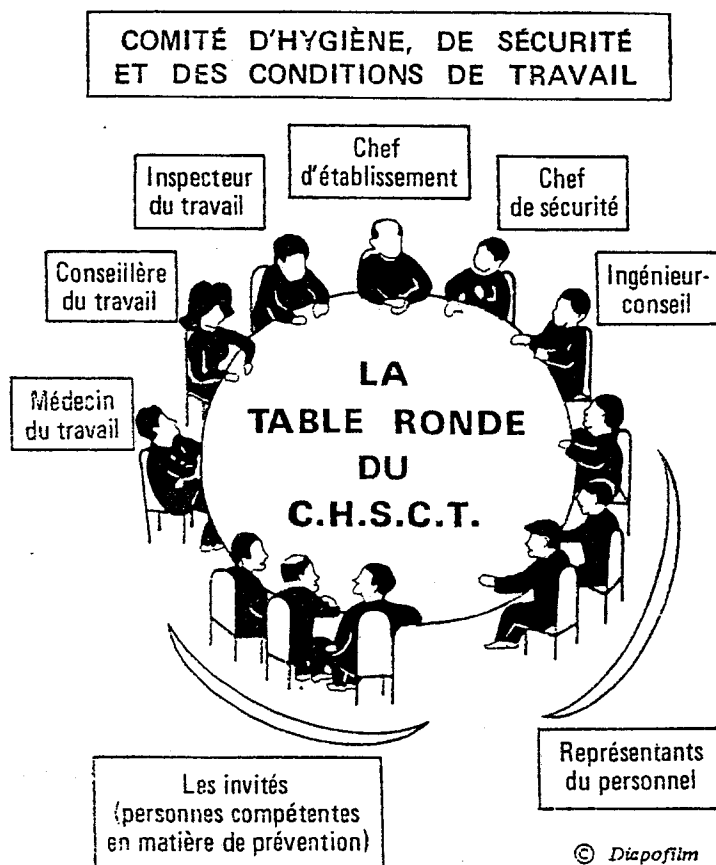 COMITÉ D'HYGIÈNE, DE SÉCURITÉ
ET DES CONDITIONS DE TRAVAIL
Chef
d'établissement
Inspecteur
du travail
Chef
de sécurité
Conseillère
du travail
Ingénieur-
conseil
Médecin
du travail
LA
TABLE RONDE
DU
C.H.S.C.T.
Représentants
du personnel
Les invités
(personnes compétentes
en matière de prévention)
© Diapofilm